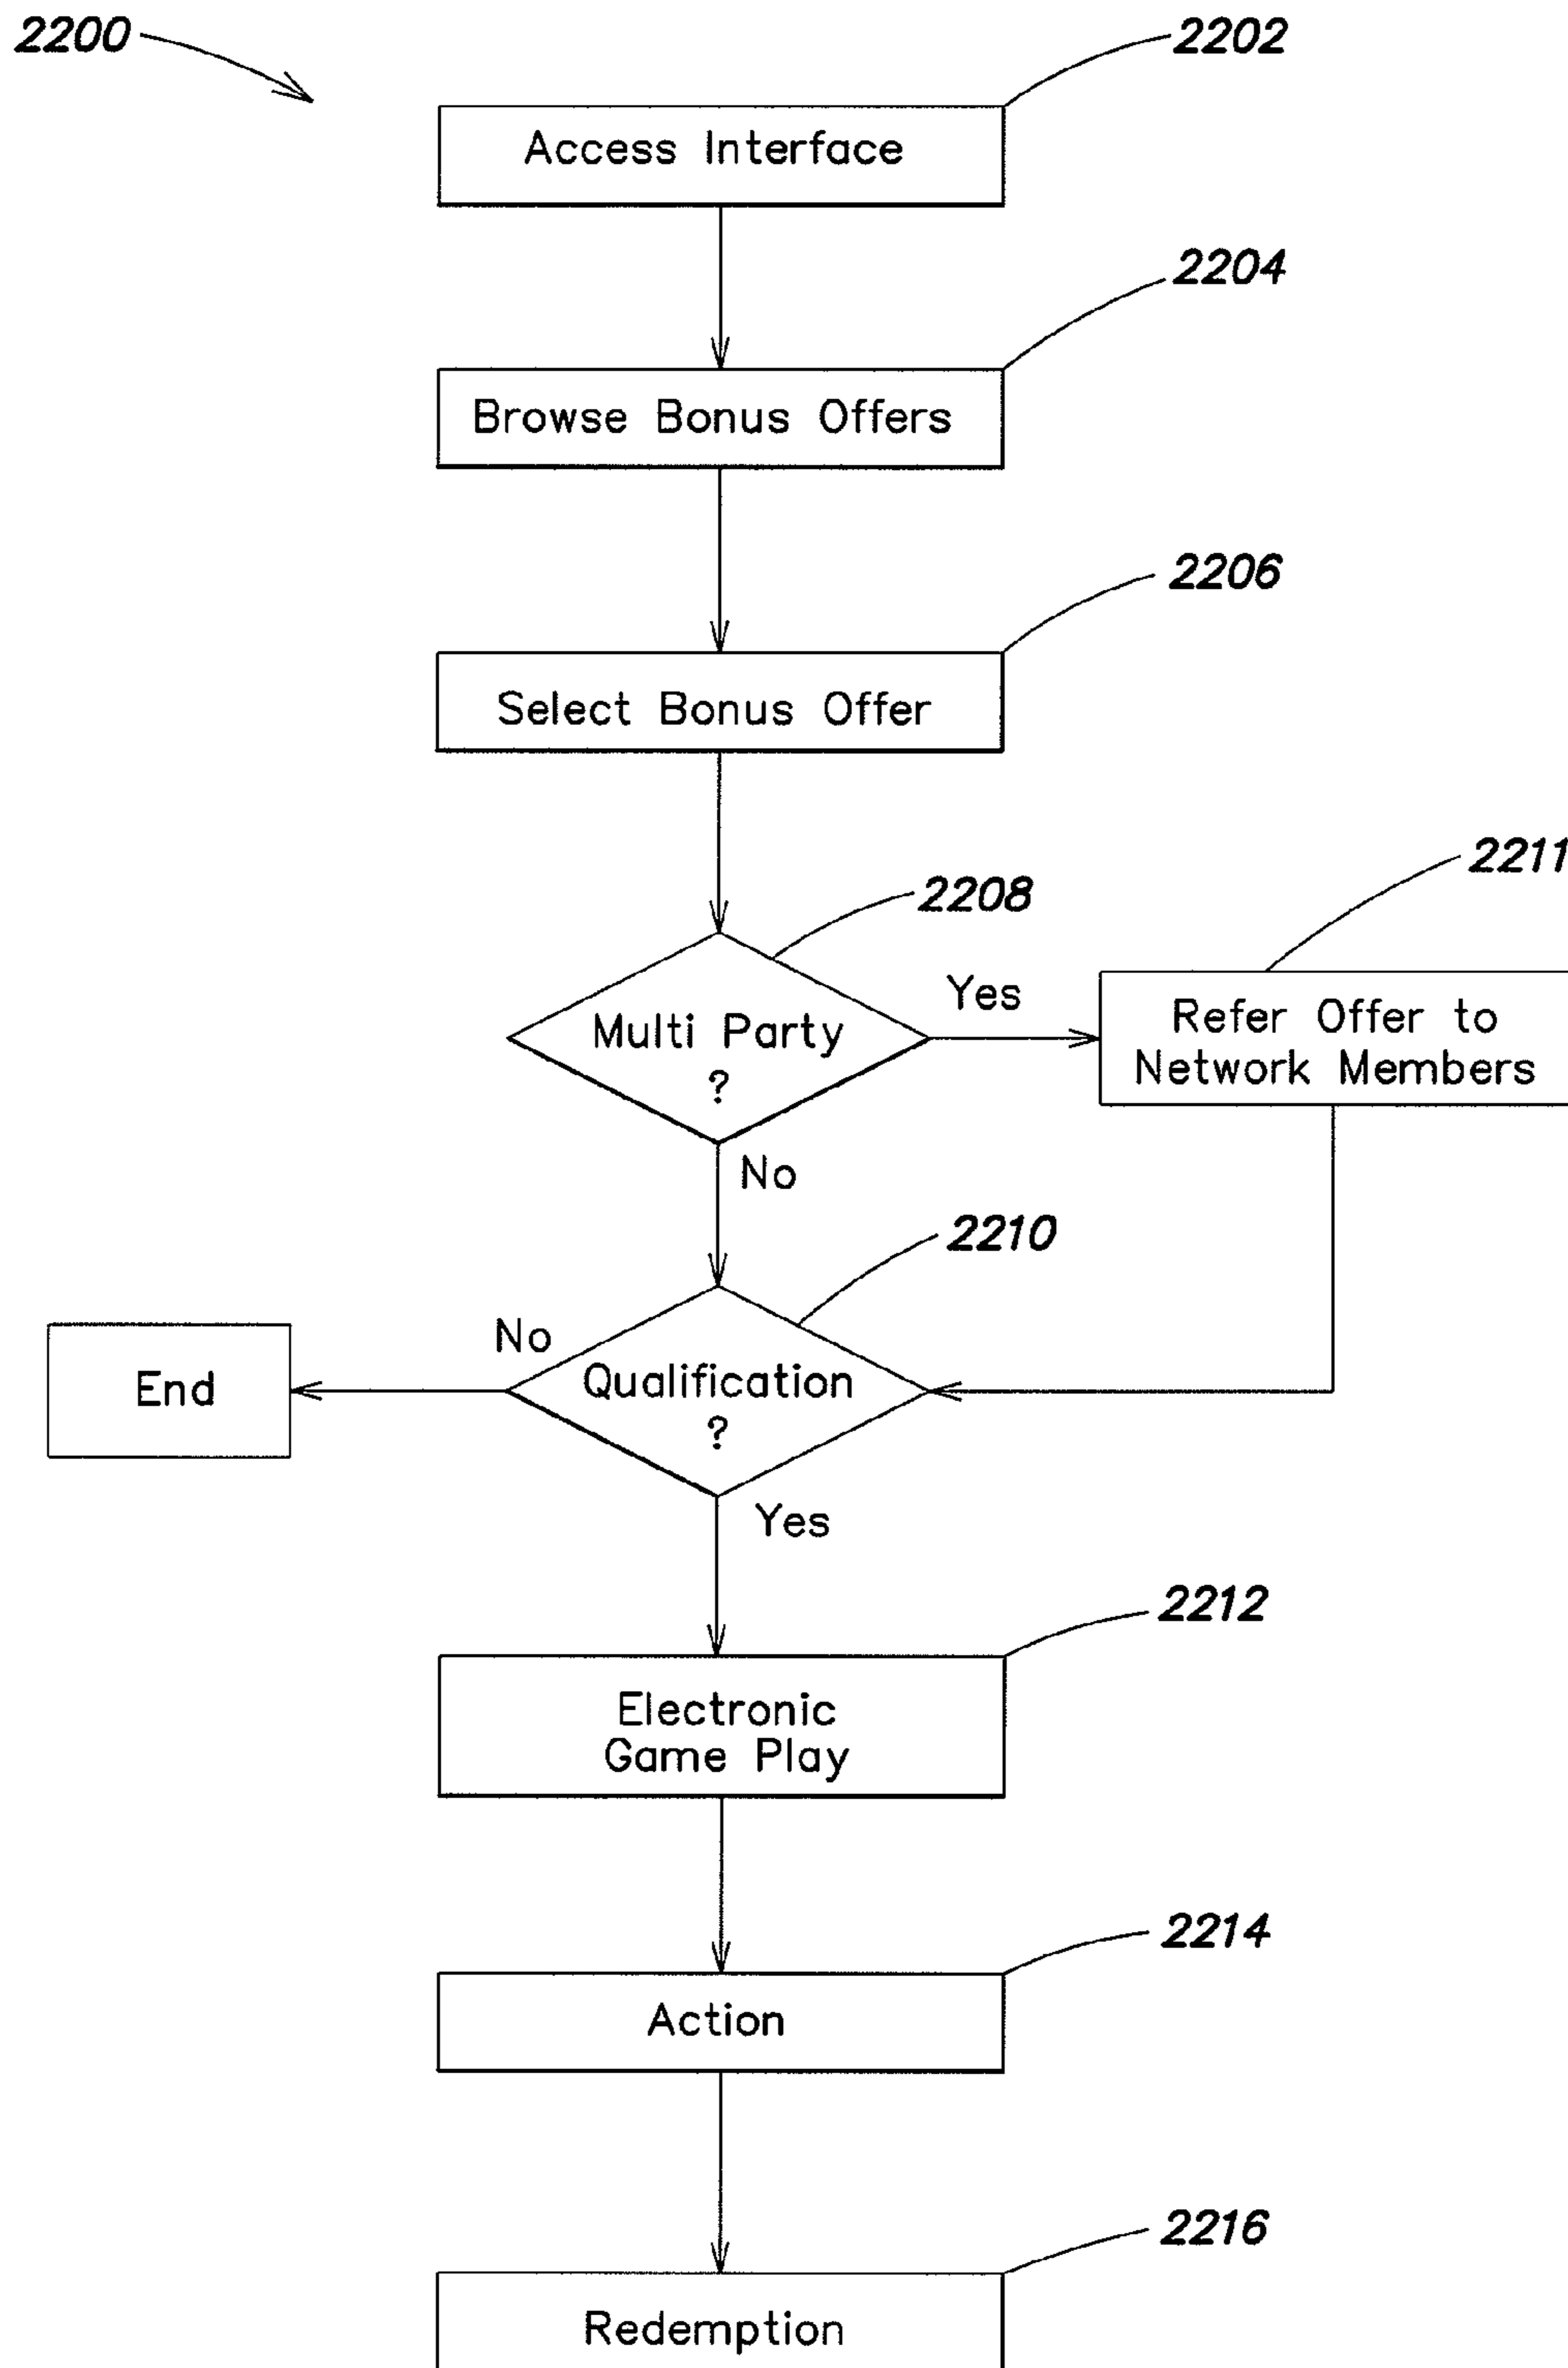 2200
2202
Access Interface
2204
Browse Bonus Offers
2206
Select Bonus Offer
2208
2211
Multi Party
?
Yes
Refer Offer to
Network Members
No
2210
End
No
Qualification
?
Yes
2212
Electronic
Game Play
2214
Action
2216
Redemption